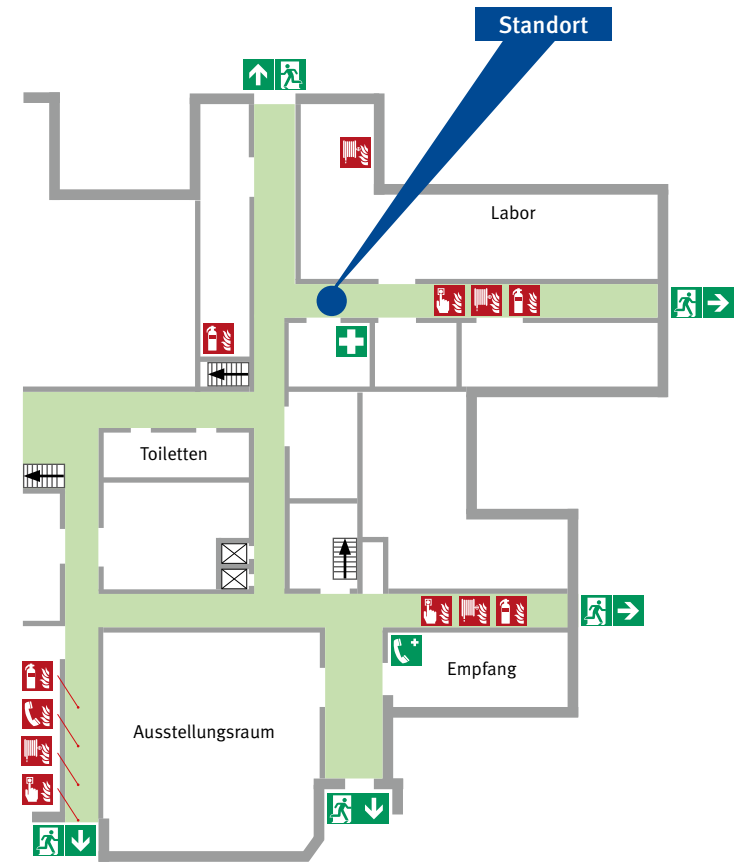 Standort
Labor
Toiletten
Empfang
Ausstellungsraum